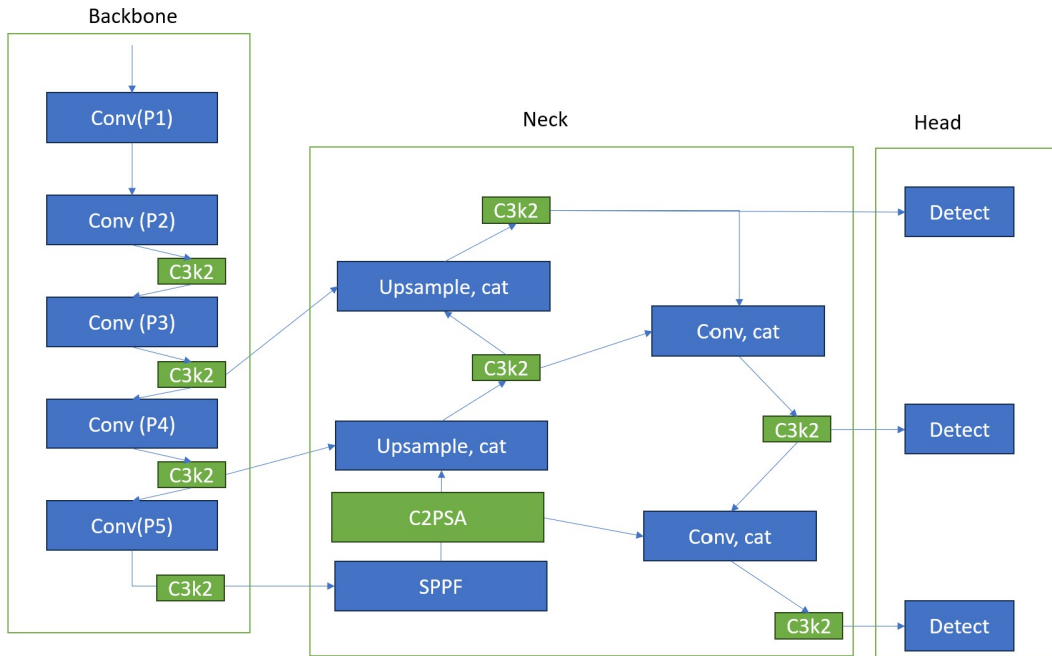 Backbone
Conv(P1)
Conv (P2)
C3k2
Conv (P3)
C3k2
Conv (P4)
C3k2
Conv(P5)
C3k2
Neck
C3k2
Upsample, cat
Conv, cat
C3k2
Upsample, cat
C3k2
C2PSA
Conv, cat
SPPF
C3k2
Head
Detect
Detect
Detect